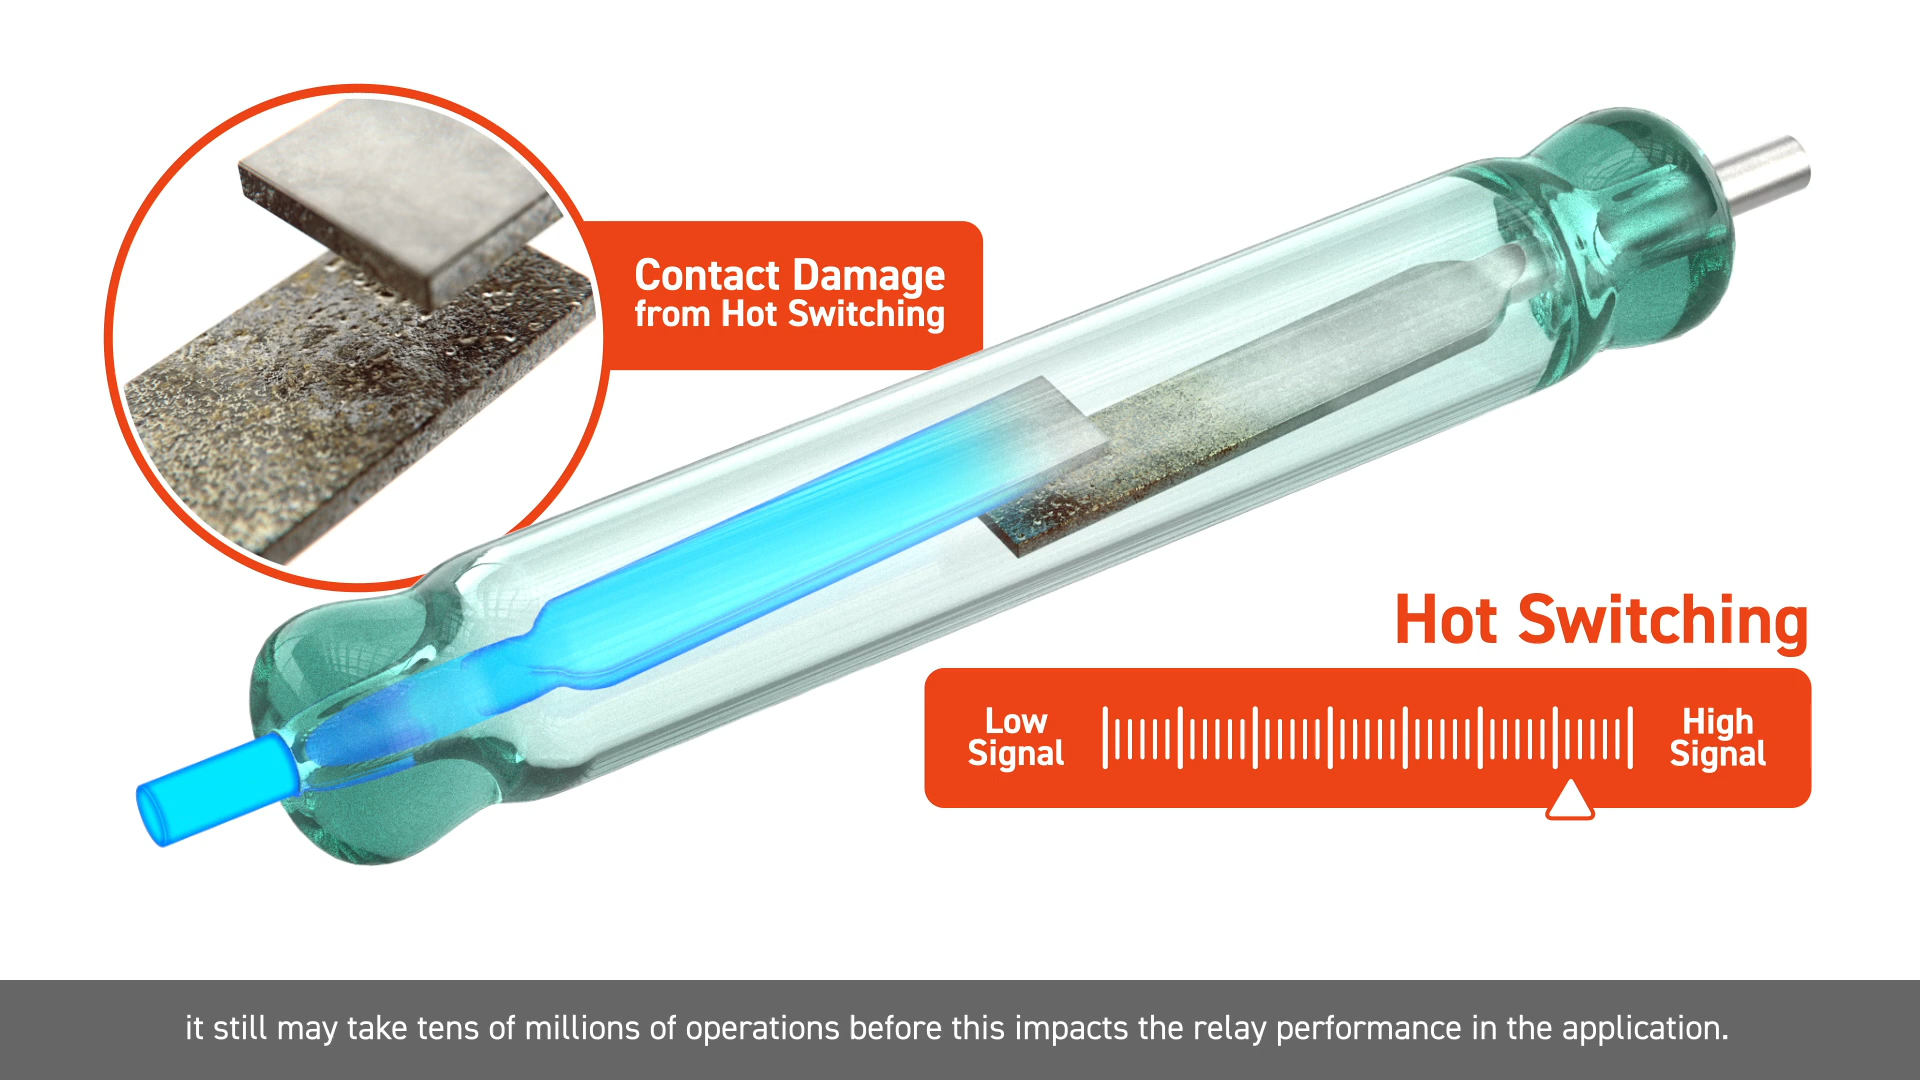 Contact Damage
from Hot Switching
Hot Switching
Low
Signal
High
Signal
it still may take tens of millions of operations before this impacts the relay performance in the application.